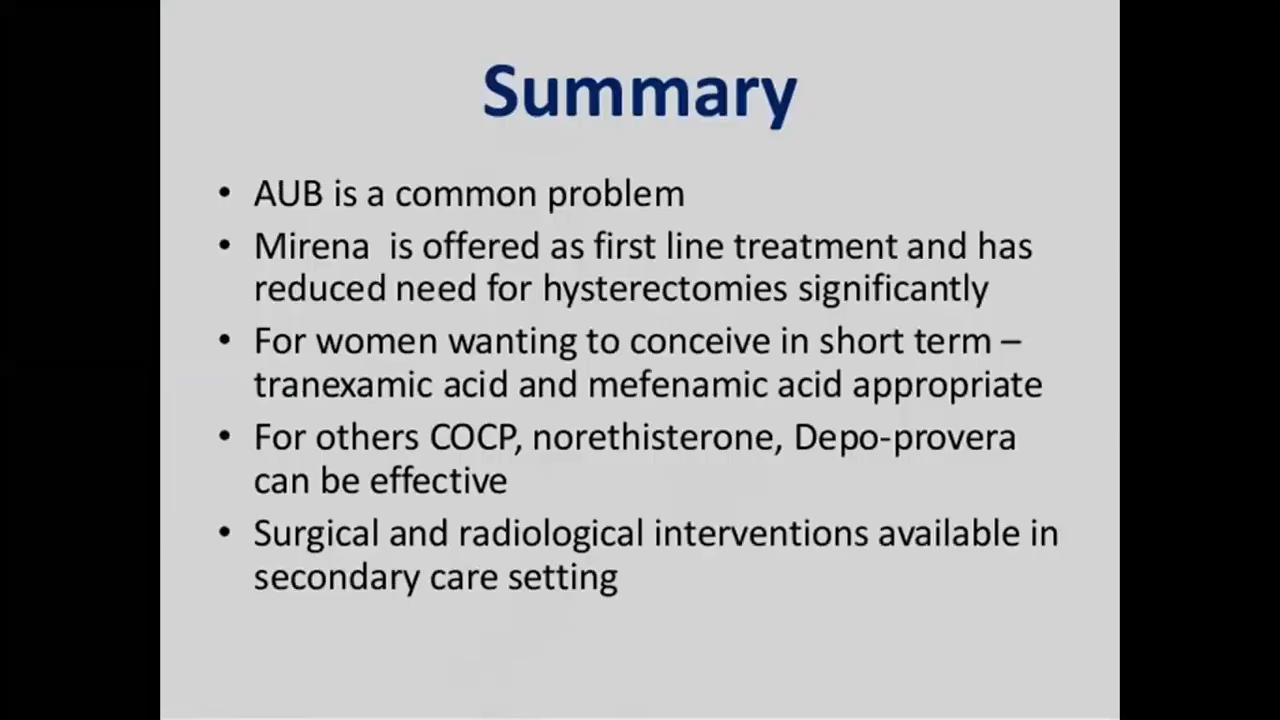 Summary
• AUB is a common problem
• Mirena  is offered as first line treatment and has
reduced need for hysterectomies significantly
• For women wanting to conceive in short term –
tranexamic acid and mefenamic acid appropriate
• For others COCP, norethisterone, Depo-provera
can be effective
• Surgical and radiological interventions available in
secondary care setting